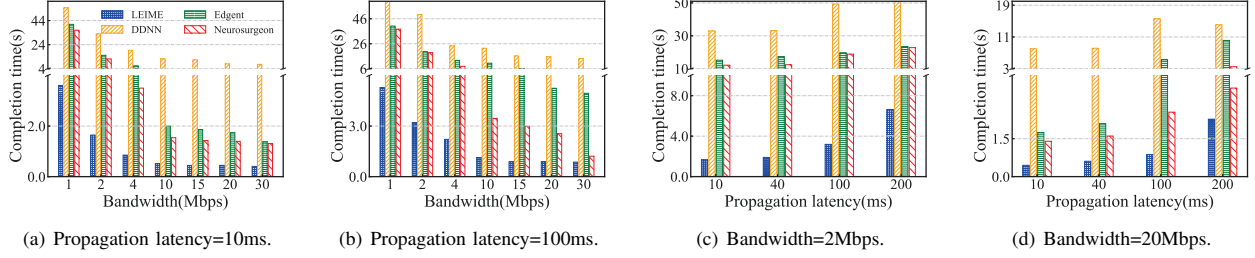 LEIME
DDNN
Edgent
Neurosurgeon
Completion time(s)
44
24
4
2.0
0.0
1 2 4 10 15 20 30
Bandwidth(Mbps)
(a) Propagation latency=10ms.
Completion time(s)
46
26
6
3.0
0.0
1 2 4 10 15 20 30
Bandwidth(Mbps)
(b) Propagation latency=100ms.
Completion time(s)
50
30
10
8.0
4.0
0.0
10 40 100 200
Propagation latency(ms)
(c) Bandwidth=2Mbps.
Completion time(s)
19
11
3
1.5
0.0
10 40 100 200
Propagation latency(ms)
(d) Bandwidth=20Mbps.